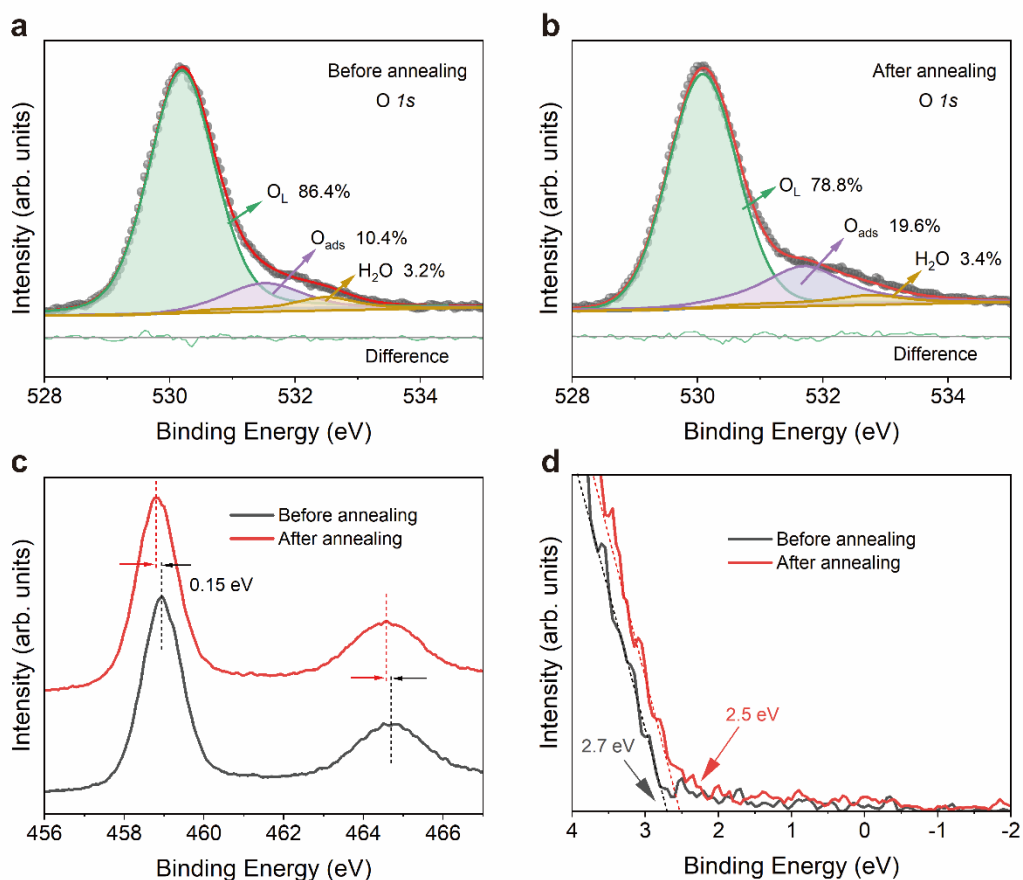 a
Before annealing
O 1s
O_L 86.4%
O_ads 10.4%
H₂O 3.2%
Difference
Intensity (arb. units)
528 530 532 534
Binding Energy (eV)
b
After annealing
O 1s
O_L 78.8%
O_ads 19.6%
H₂O 3.4%
Difference
Intensity (arb. units)
528 530 532 534
Binding Energy (eV)
c
Before annealing
After annealing
0.15 eV
Intensity (arb. units)
456 458 460 462 464 466
Binding Energy (eV)
d
Before annealing
After annealing
2.5 eV
2.7 eV
Intensity (arb. units)
4 3 2 1 0 -1 -2
Binding Energy (eV)